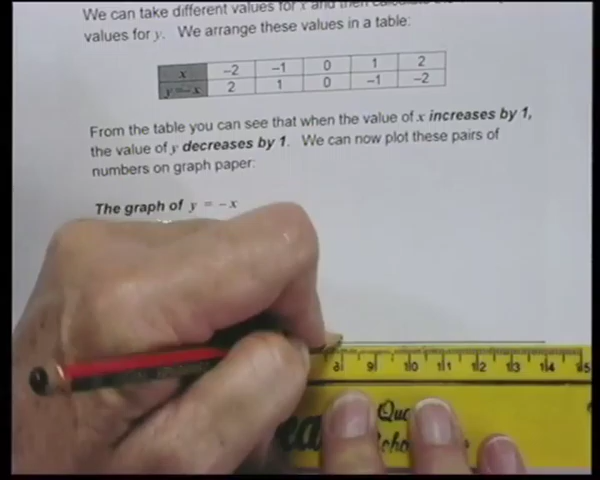 We can take different values for x and then calculate the
values for y. We arrange these values in a table:
x -2 -1 0 1 2
y = -x 2 1 0 -1 -2
From the table you can see that when the value of x increases by 1,
the value of y decreases by 1. We can now plot these pairs of
numbers on graph paper:
The graph of y = -x
8 9 10 11 12 13 14 15